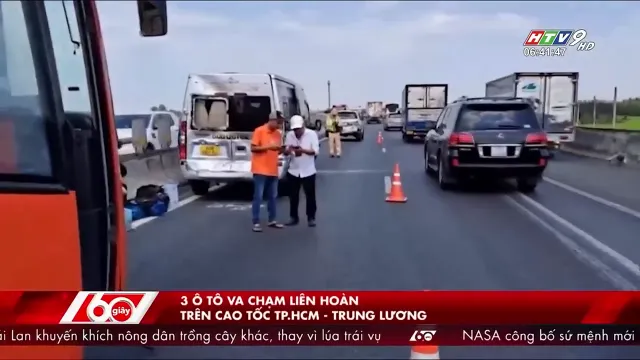 HTV9 HD
06:41:47
60 giây
3 Ô TÔ VA CHẠM LIÊN HOÀN
TRÊN CAO TỐC TP.HCM - TRUNG LƯƠNG
ái Lan khuyến khích nông dân trồng cây khác, thay vì lúa trái vụ 60 NASA công bố sứ mệnh mới